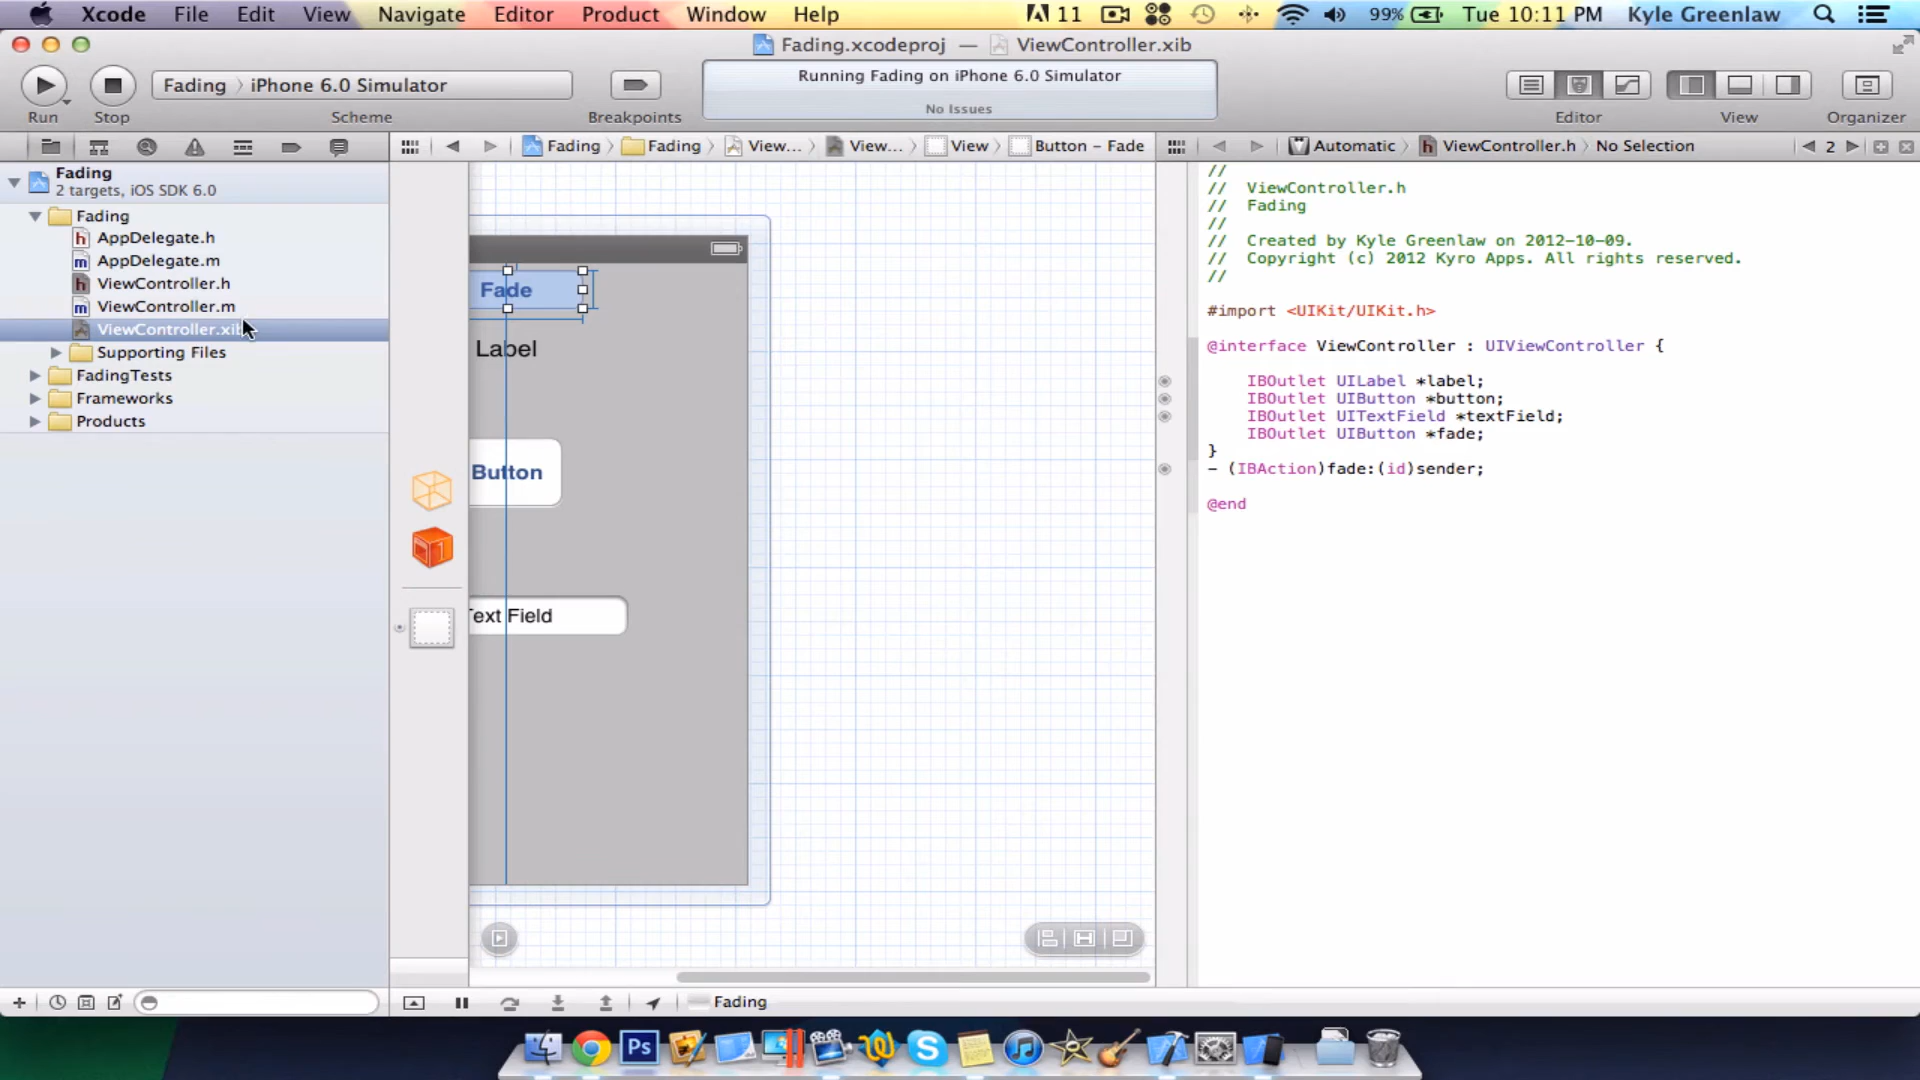 Xcode File Edit View Navigate Editor Product Window Help 11 99% Tue 10:11 PM Kyle Greenlaw
Fading.xcodeproj — ViewController.xib
Fading iPhone 6.0 Simulator
Running Fading on iPhone 6.0 Simulator
No Issues
Run Stop Scheme Breakpoints Editor View Organizer
Fading Fading View... View... View Button – Fade
Automatic ViewController.h No Selection 2
Fading
2 targets, iOS SDK 6.0
Fading
AppDelegate.h
AppDelegate.m
ViewController.h
ViewController.m
ViewController.xib
Supporting Files
FadingTests
Frameworks
Products
Fade
Label
Button
Text Field
//
// ViewController.h
// Fading
//
// Created by Kyle Greenlaw on 2012-10-09.
// Copyright (c) 2012 Kyro Apps. All rights reserved.
//
#import <UIKit/UIKit.h>
@interface ViewController : UIViewController {
IBOutlet UILabel *label;
IBOutlet UIButton *button;
IBOutlet UITextField *textField;
IBOutlet UIButton *fade;
}
- (IBAction)fade:(id)sender;
@end
Fading
Ps